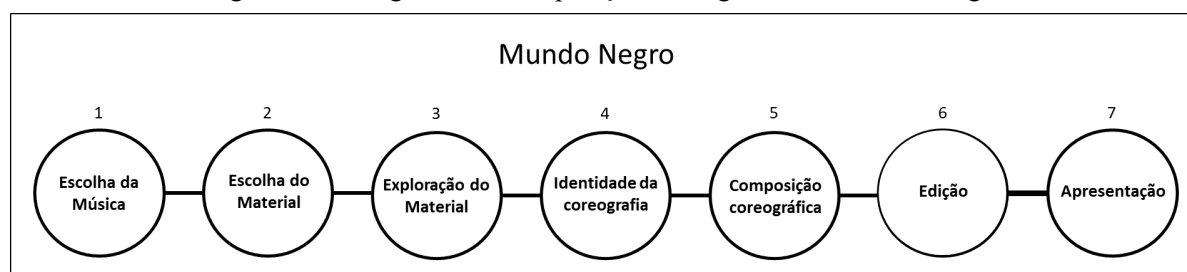 Mundo Negro
1 2 3 4 5 6 7
Escolha da
Música
Escolha do
Material
Exploração do
Material
Identidade da
coreografia
Composição
coreográfica
Edição
Apresentação